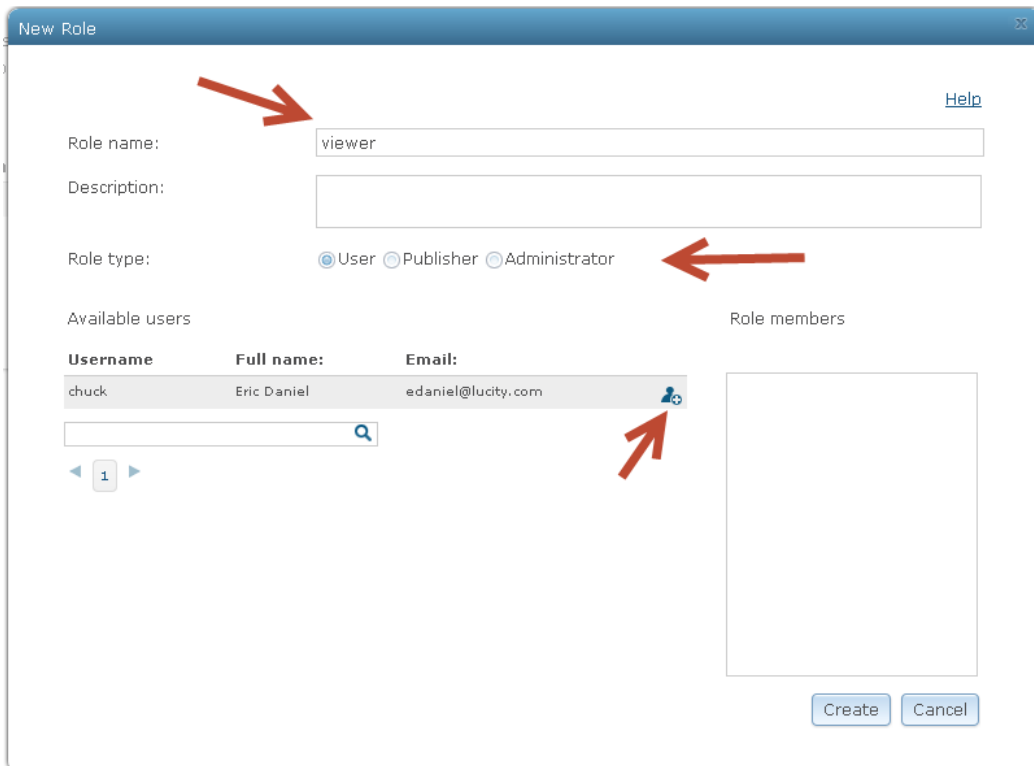 New Role
x
Help
Role name: viewer
Description:
Role type: User Publisher Administrator
Available users Role members
Username Full name: Email:
chuck Eric Daniel edaniel@lucity.com
1
Create Cancel